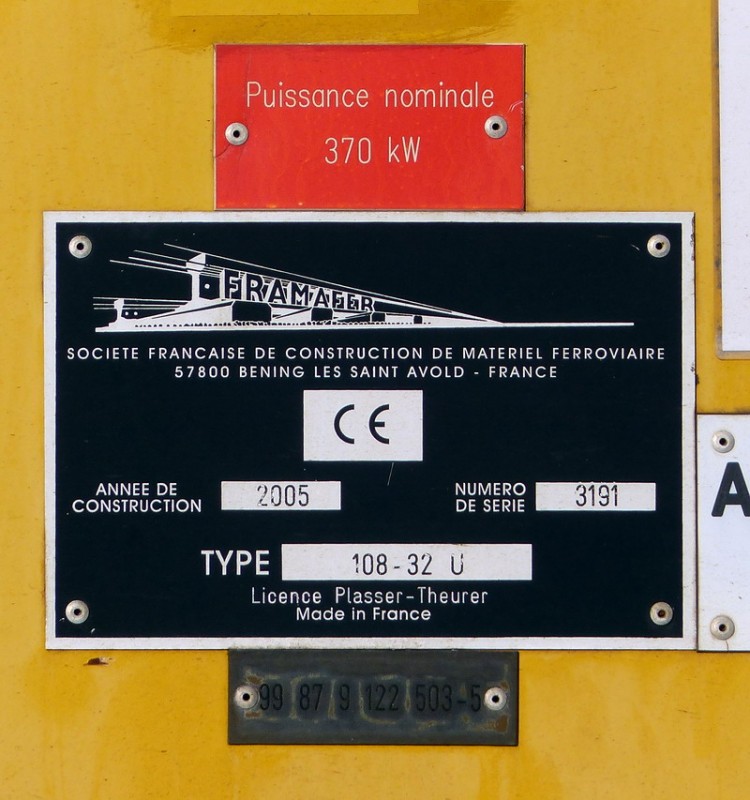 Puissance nominale
370 kW
FRAMAFER
SOCIETE FRANCAISE DE CONSTRUCTION DE MATERIEL FERROVIAIRE
57800 BENING LES SAINT AVOLD - FRANCE
CE
ANNEE DE
CONSTRUCTION
2005
NUMERO
DE SERIE
3191
A
TYPE 108-32 U
Licence Plasser-Theurer
Made in France
99 87 9 122 503-5